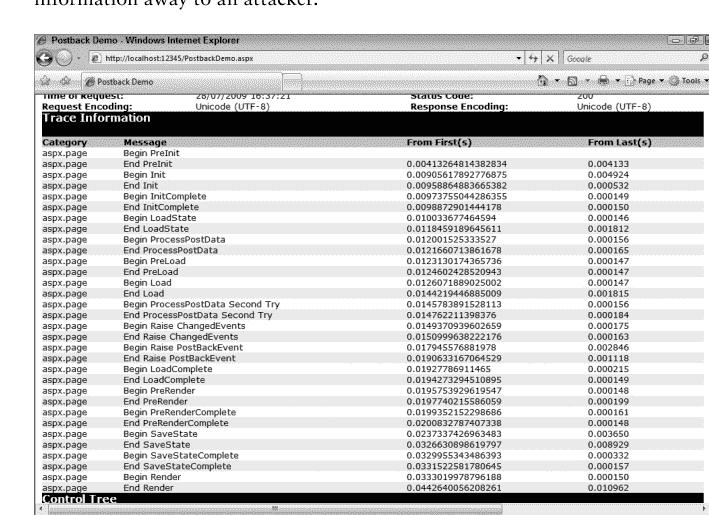 information away to an attacker.
Postback Demo - Windows Internet Explorer
http://localhost:12345/PostbackDemo.aspx Google
Postback Demo Page Tools
Time of Request: 28/07/2009 16:37:21 Status Code: 200
Request Encoding: Unicode (UTF-8) Response Encoding: Unicode (UTF-8)
Trace Information
Category Message From First(s) From Last(s)
aspx.page Begin PreInit
aspx.page End PreInit 0.00413264814382834 0.004133
aspx.page Begin Init 0.00905617892776875 0.004924
aspx.page End Init 0.00958864883665382 0.000532
aspx.page Begin InitComplete 0.00973755044286355 0.000149
aspx.page End InitComplete 0.0098872901444178 0.000150
aspx.page Begin LoadState 0.010033677464594 0.000146
aspx.page End LoadState 0.0118459189645611 0.001812
aspx.page Begin ProcessPostData 0.012001525333527 0.000156
aspx.page End ProcessPostData 0.0121660713861678 0.000165
aspx.page Begin PreLoad 0.0123130174365736 0.000147
aspx.page End PreLoad 0.0124602428520943 0.000147
aspx.page Begin Load 0.0126071889025002 0.000147
aspx.page End Load 0.0144219446885009 0.001815
aspx.page Begin ProcessPostData Second Try 0.0145783891528113 0.000156
aspx.page End ProcessPostData Second Try 0.014762211398376 0.000184
aspx.page Begin Raise ChangedEvents 0.0149370939602659 0.000175
aspx.page End Raise ChangedEvents 0.0150999638222176 0.000163
aspx.page Begin Raise PostBackEvent 0.017945576881978 0.002846
aspx.page End Raise PostBackEvent 0.0190633167064529 0.001118
aspx.page Begin LoadComplete 0.01927786911465 0.000215
aspx.page End LoadComplete 0.0194273294510895 0.000149
aspx.page Begin PreRender 0.0195753929619547 0.000148
aspx.page End PreRender 0.0197740215586059 0.000199
aspx.page Begin PreRenderComplete 0.0199352152298686 0.000161
aspx.page End PreRenderComplete 0.0200832787407338 0.000148
aspx.page Begin SaveState 0.0237337426963483 0.003650
aspx.page End SaveState 0.0326630898619797 0.008929
aspx.page Begin SaveStateComplete 0.0329955343486393 0.000332
aspx.page End SaveStateComplete 0.0331522581780645 0.000157
aspx.page Begin Render 0.0333019978796188 0.000150
aspx.page End Render 0.0442640056208261 0.010962
Control Tree